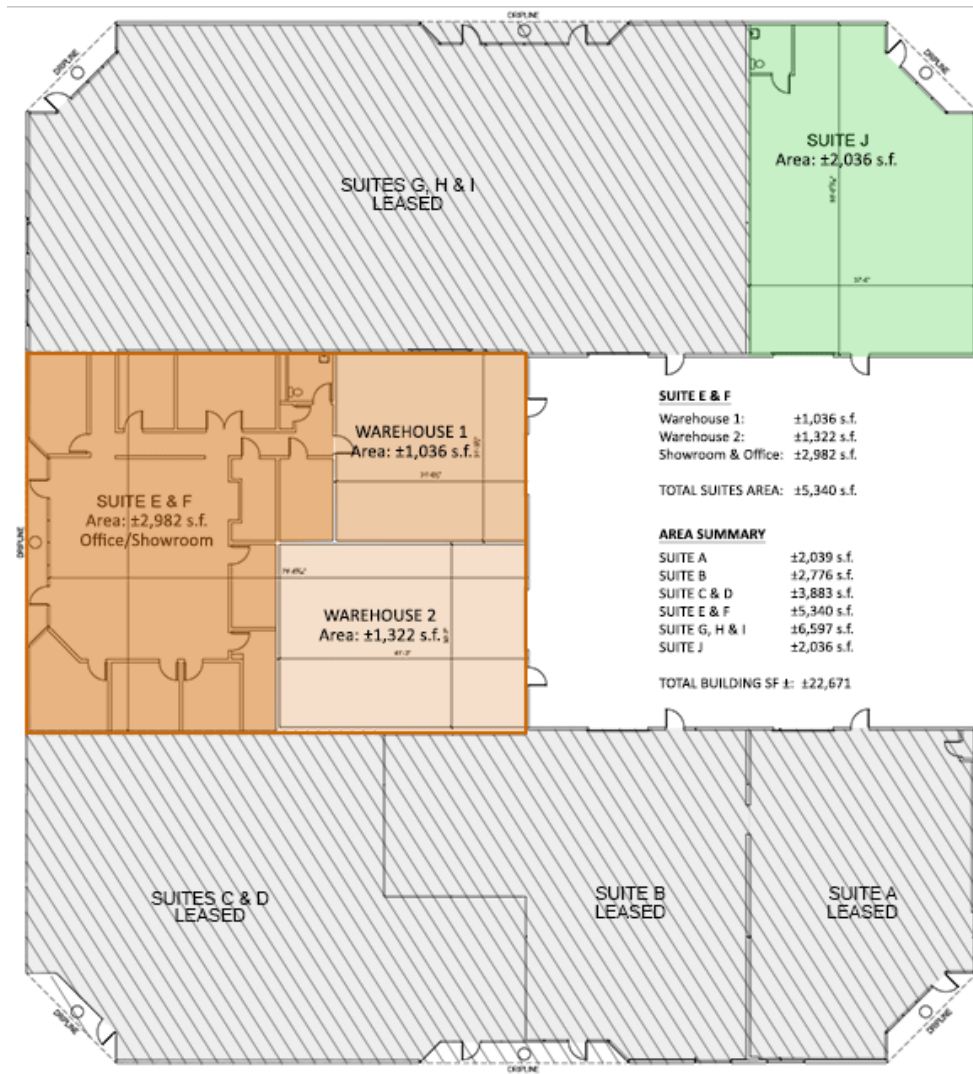 DRIPLINE
DRIPLINE
DRIPLINE
SUITE J
Area: ±2,036 s.f.
SUITES G, H & I
LEASED
37'-6"
SUITE E & F
Warehouse 1: ±1,036 s.f.
Warehouse 2: ±1,322 s.f.
Showroom & Office: ±2,982 s.f.
TOTAL SUITES AREA: ±5,340 s.f.
WAREHOUSE 1
Area: ±1,036 s.f.
SUITE E & F
Area: ±2,982 s.f.
Office/Showroom
DRIPLINE
WAREHOUSE 2
Area: ±1,322 s.f.
AREA SUMMARY
SUITE A ±2,039 s.f.
SUITE B ±2,776 s.f.
SUITE C & D ±3,883 s.f.
SUITE E & F ±5,340 s.f.
SUITE G, H & I ±6,597 s.f.
SUITE J ±2,036 s.f.
TOTAL BUILDING SF ±: ±22,671
SUITES C & D
LEASED
SUITE B
LEASED
SUITE A
LEASED
DRIPLINE
DRIPLINE
DRIPLINE